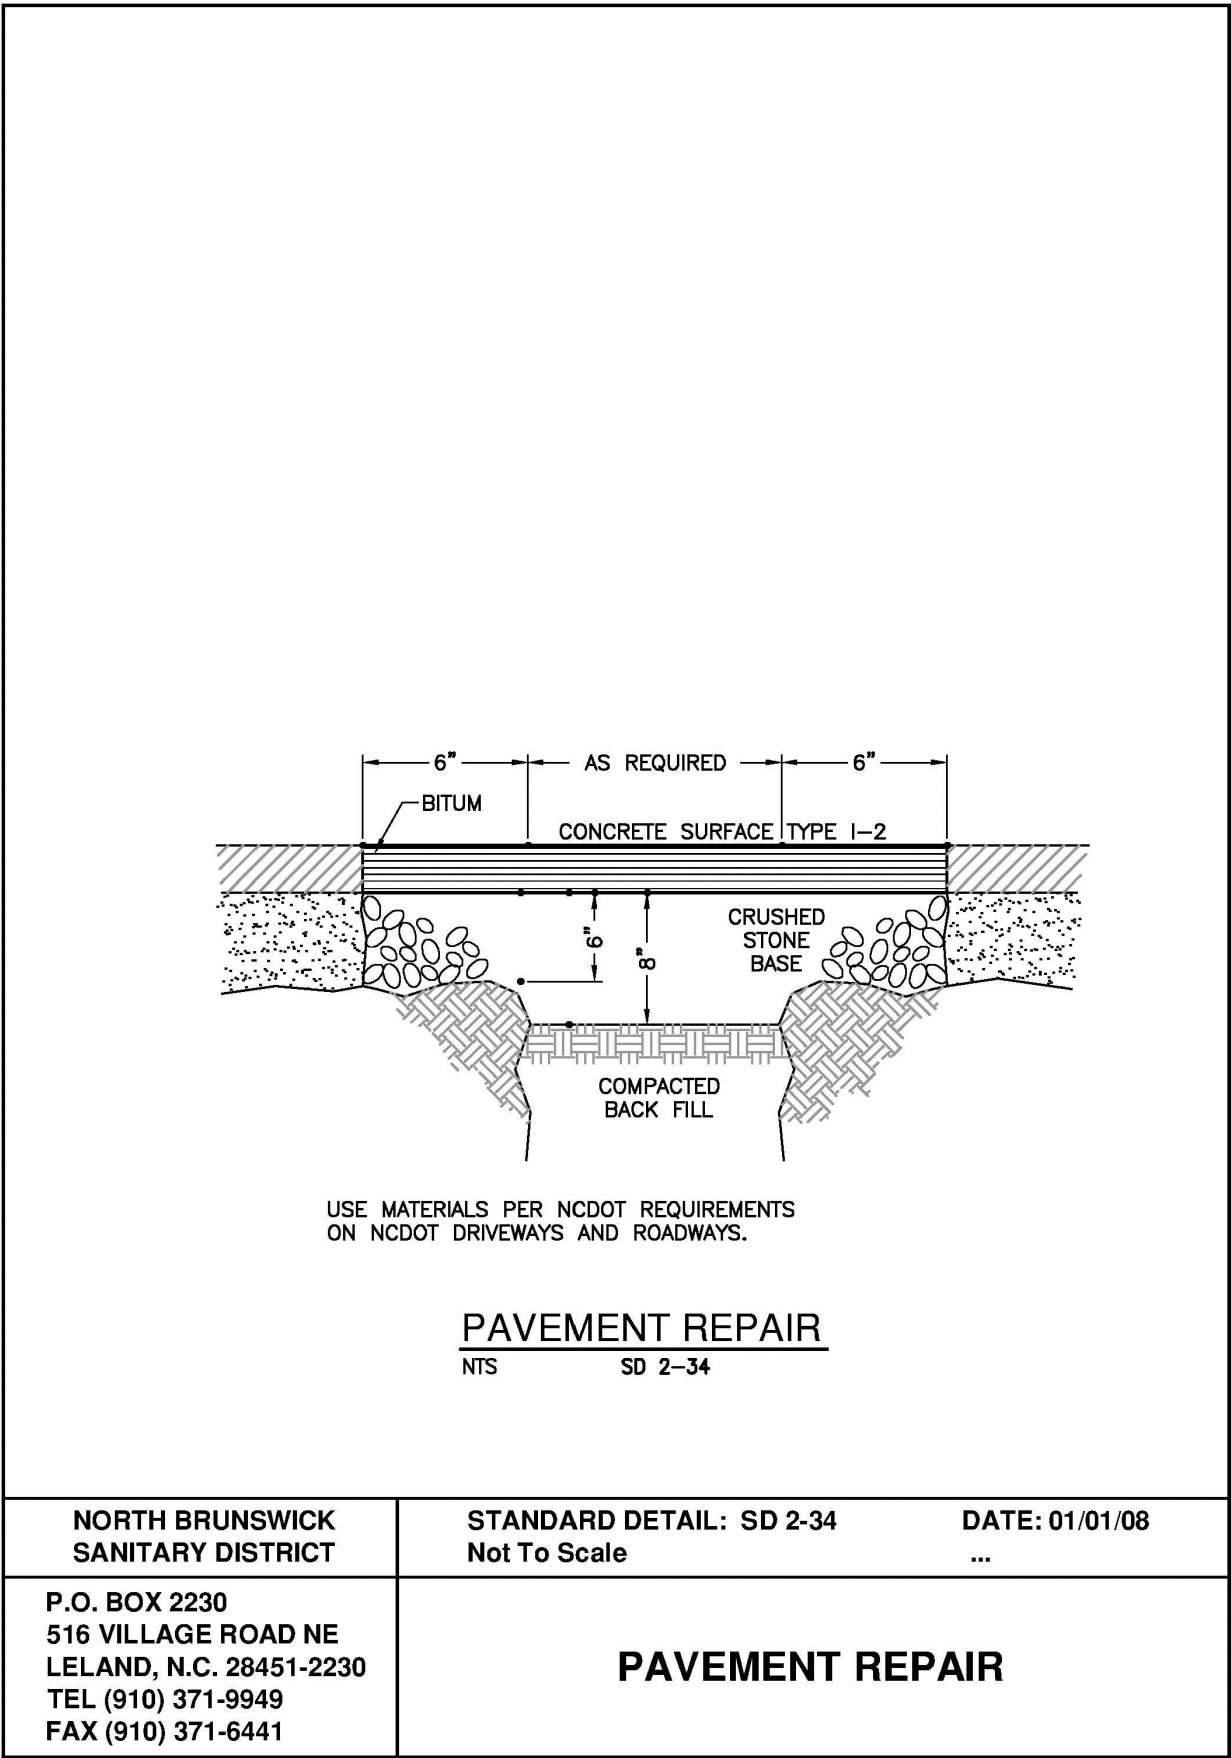 6" AS REQUIRED 6"
BITUM
CONCRETE SURFACE TYPE I-2
6"
8"
CRUSHED
STONE
BASE
COMPACTED
BACK FILL
USE MATERIALS PER NCDOT REQUIREMENTS
ON NCDOT DRIVEWAYS AND ROADWAYS.
PAVEMENT REPAIR
NTS SD 2-34
NORTH BRUNSWICK
SANITARY DISTRICT
STANDARD DETAIL: SD 2-34 DATE: 01/01/08
Not To Scale ...
P.O. BOX 2230
516 VILLAGE ROAD NE
LELAND, N.C. 28451-2230
TEL (910) 371-9949
FAX (910) 371-6441
PAVEMENT REPAIR